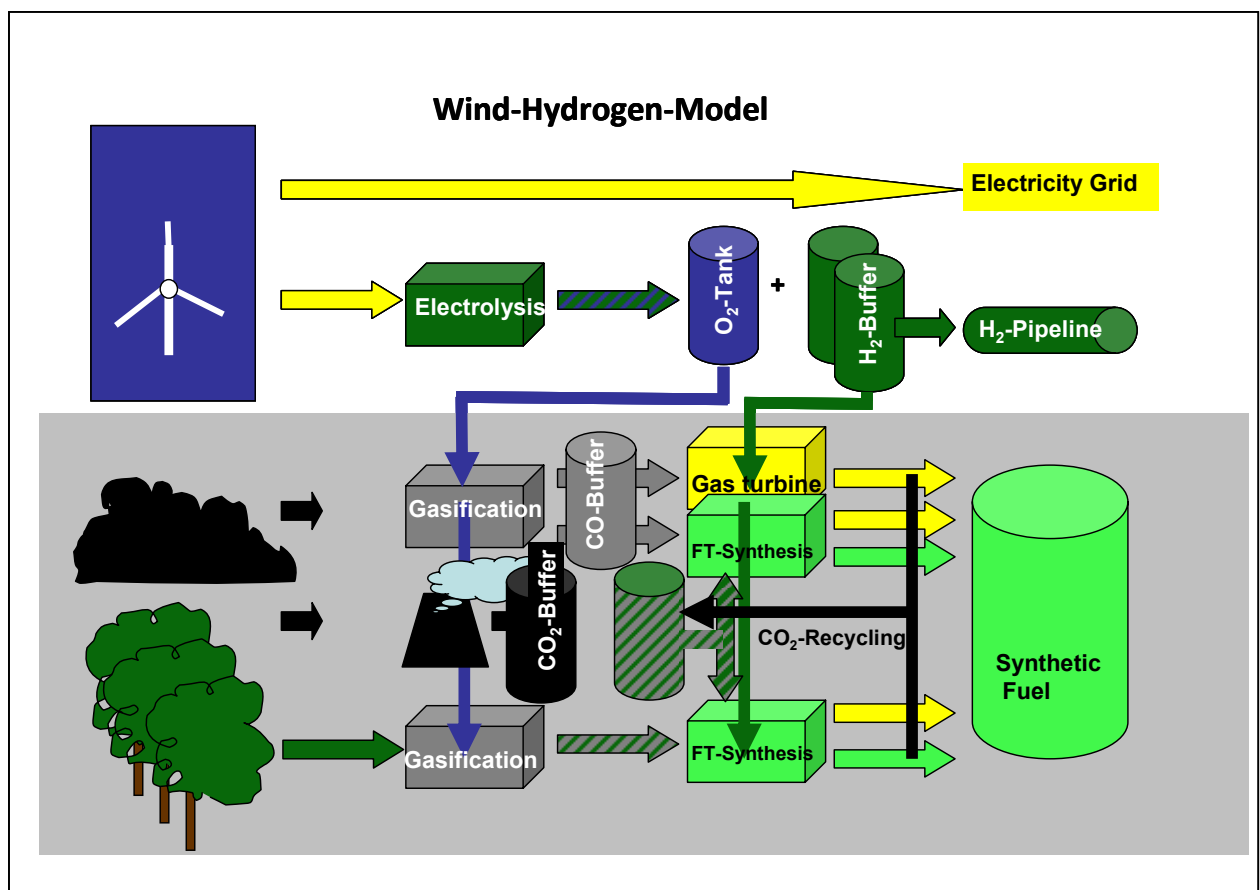 Wind-Hydrogen-Model
Electricity Grid
Electrolysis
O₂-Tank
+
H₂-Buffer
H₂-Pipeline
Gasification
CO-Buffer
Gas turbine
FT-Synthesis
CO₂-Buffer
CO₂-Recycling
Synthetic
Fuel
Gasification
FT-Synthesis